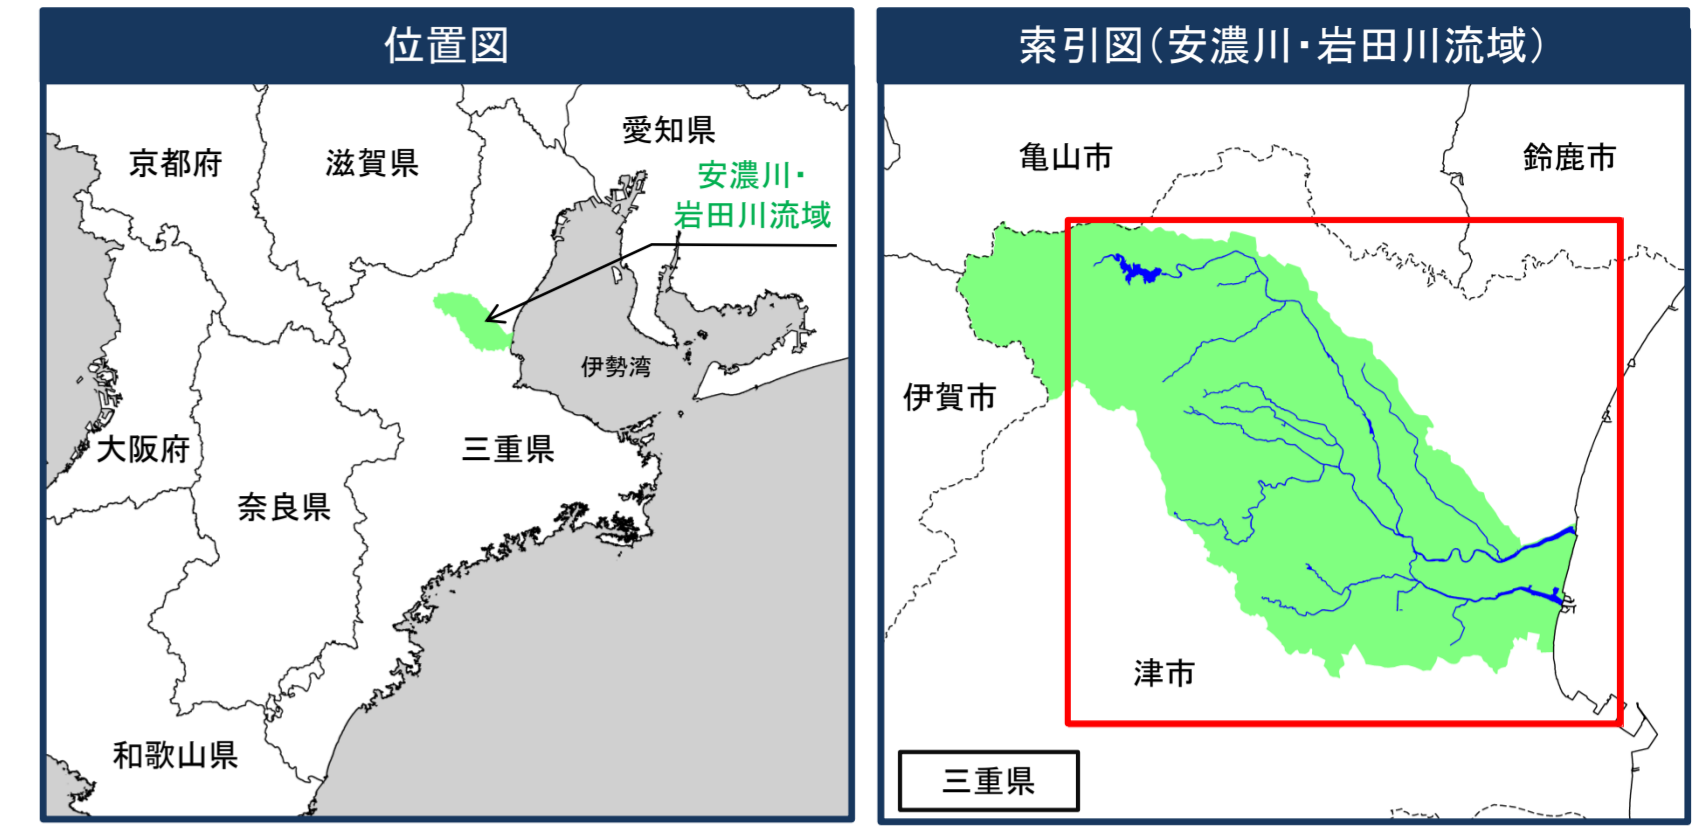 位置図
京都府
滋賀県
愛知県
安濃川・
岩田川流域
伊勢湾
大阪府
三重県
奈良県
和歌山県
索引図（安濃川・岩田川流域）
亀山市
鈴鹿市
伊賀市
津市
三重県